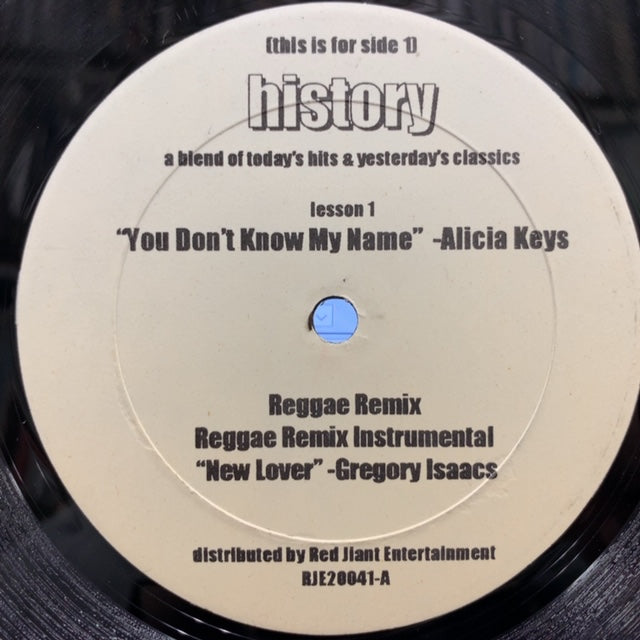 (this is for side 1)
history
a blend of today's hits & yesterday's classics
lesson 1
"You Don't Know My Name" -Alicia Keys
Reggae Remix
Reggae Remix Instrumental
"New Lover" -Gregory Isaacs
distributed by Red Jiant Entertainment
RJE20041-A